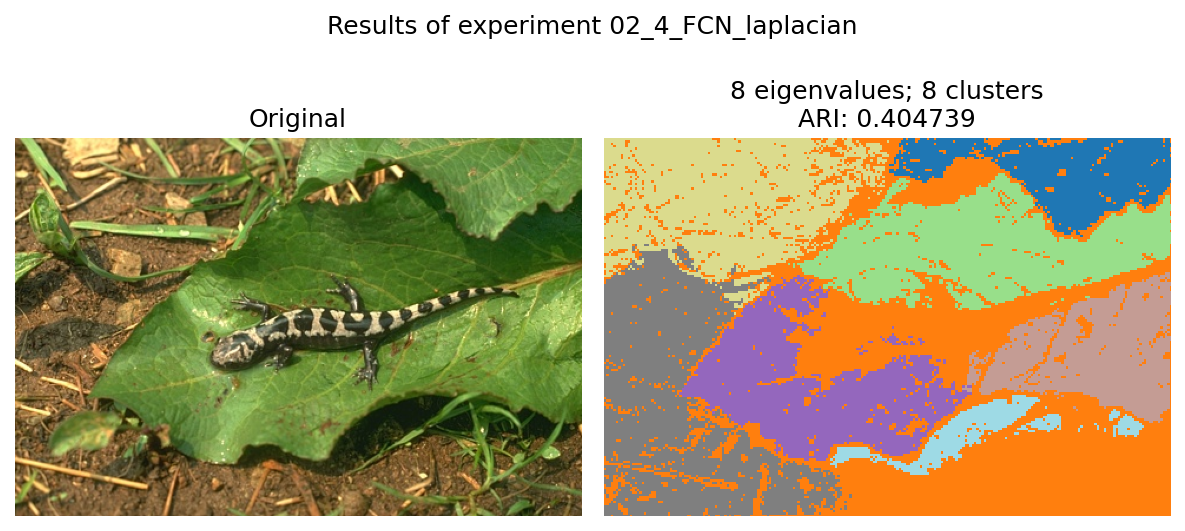 Results of experiment 02_4_FCN_laplacian
Original
8 eigenvalues; 8 clusters
ARI: 0.404739